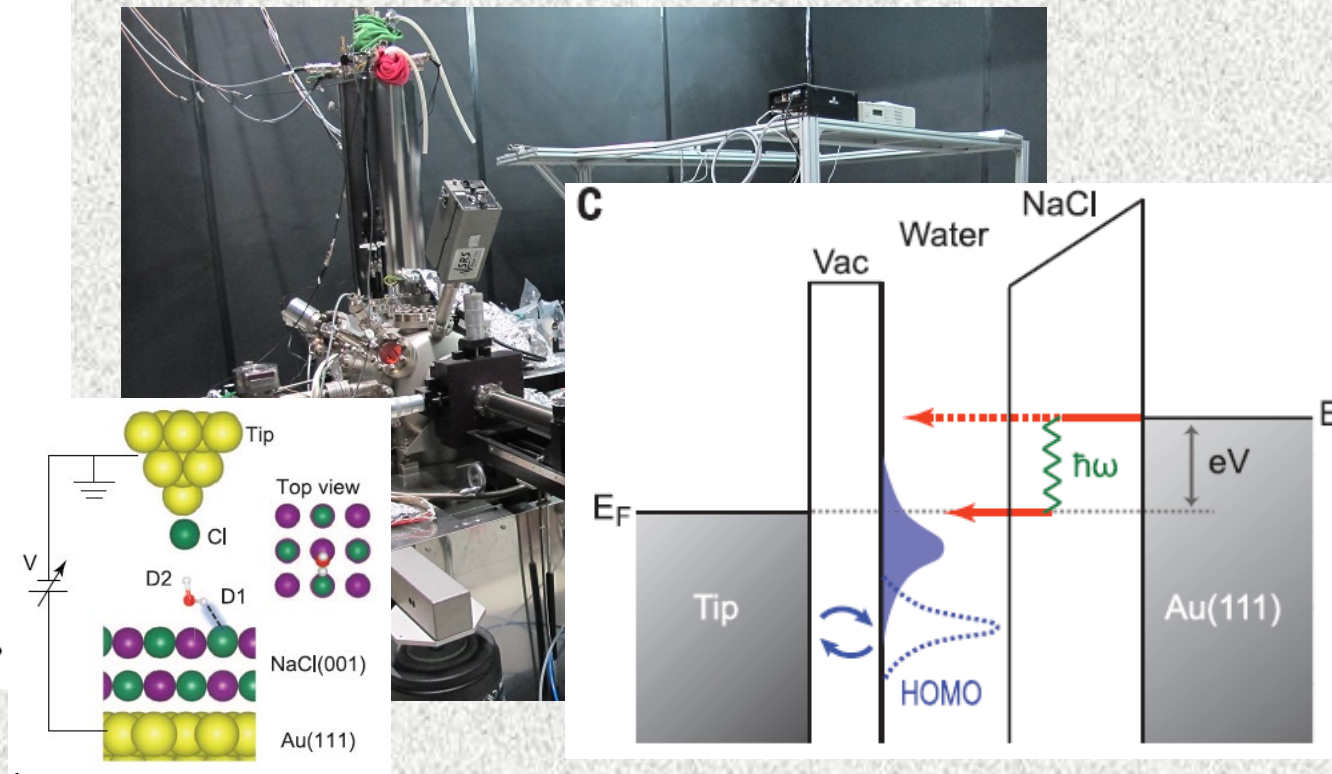 C
NaCl
Water
Vac
ħω
eV
E
E_F
Tip
Au(111)
HOMO
Tip
Top view
Cl
V
D2
D1
NaCl(001)
Au(111)
SRS